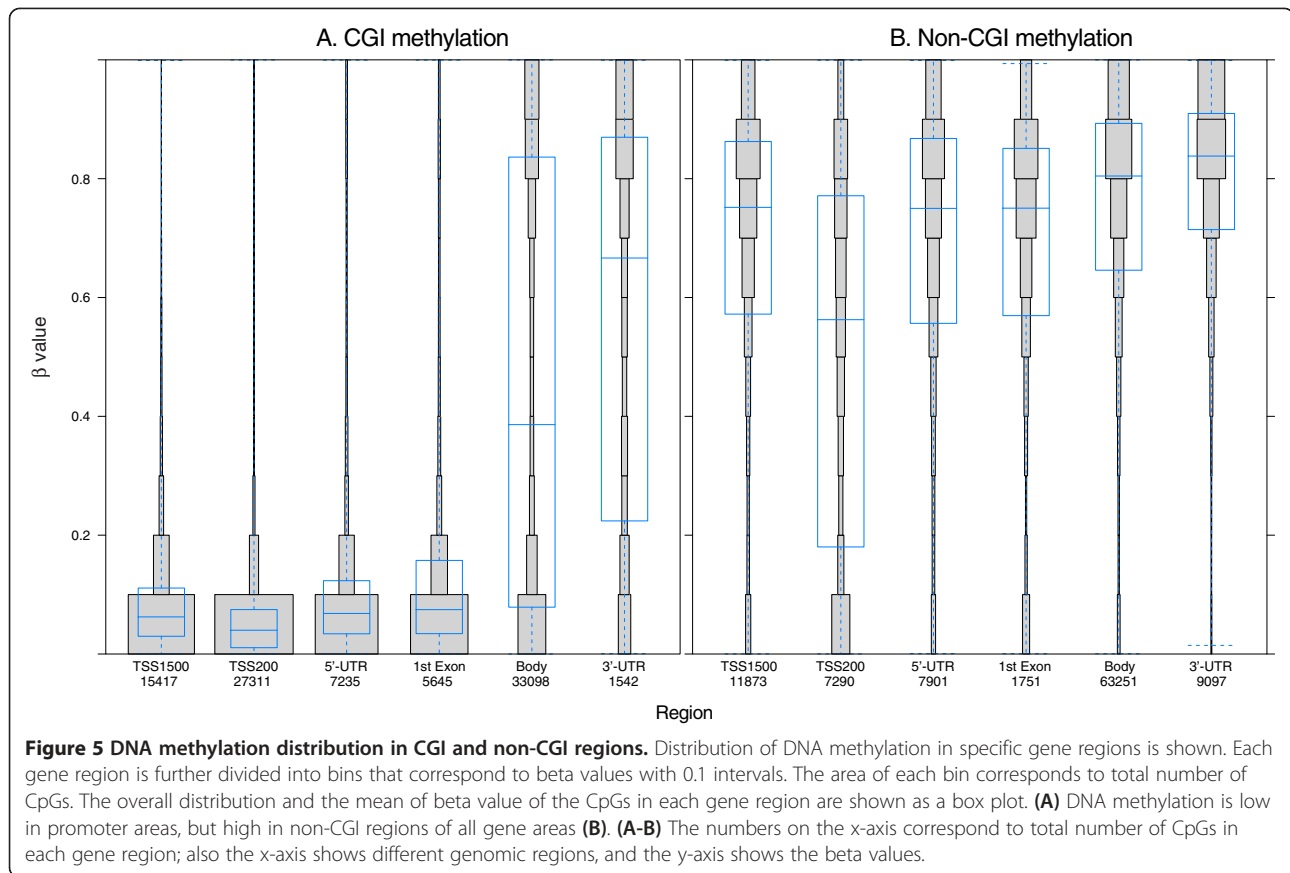 A. CGI methylation
B. Non-CGI methylation
β value
0.8
0.6
0.4
0.2
TSS1500 TSS200 5'-UTR 1st Exon Body 3'-UTR
15417 27311 7235 5645 33098 1542
TSS1500 TSS200 5'-UTR 1st Exon Body 3'-UTR
11873 7290 7901 1751 63251 9097
Region
Figure 5 DNA methylation distribution in CGI and non-CGI regions. Distribution of DNA methylation in specific gene regions is shown. Each
gene region is further divided into bins that correspond to beta values with 0.1 intervals. The area of each bin corresponds to total number of
CpGs. The overall distribution and the mean of beta value of the CpGs in each gene region are shown as a box plot. (A) DNA methylation is low
in promoter areas, but high in non-CGI regions of all gene areas (B). (A-B) The numbers on the x-axis correspond to total number of CpGs in
each gene region; also the x-axis shows different genomic regions, and the y-axis shows the beta values.